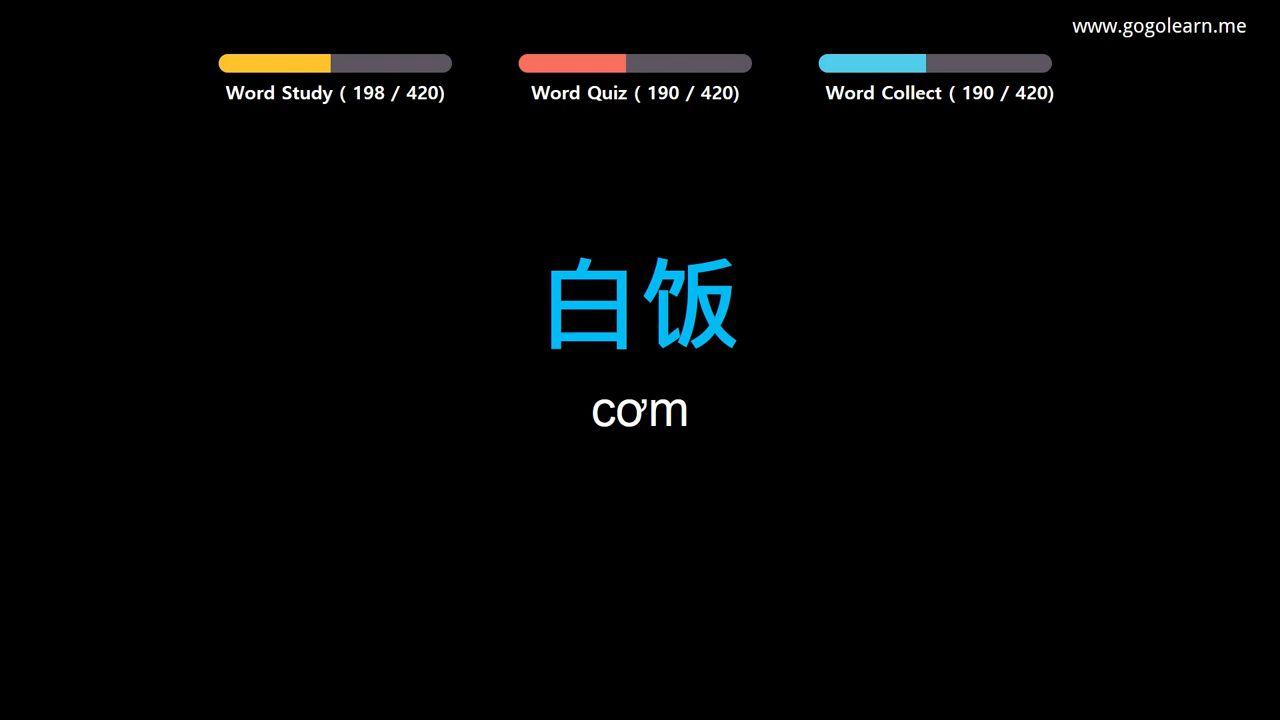 www.gogolearn.me
Word Study ( 198 / 420)
Word Quiz ( 190 / 420)
Word Collect ( 190 / 420)
白饭
cơm